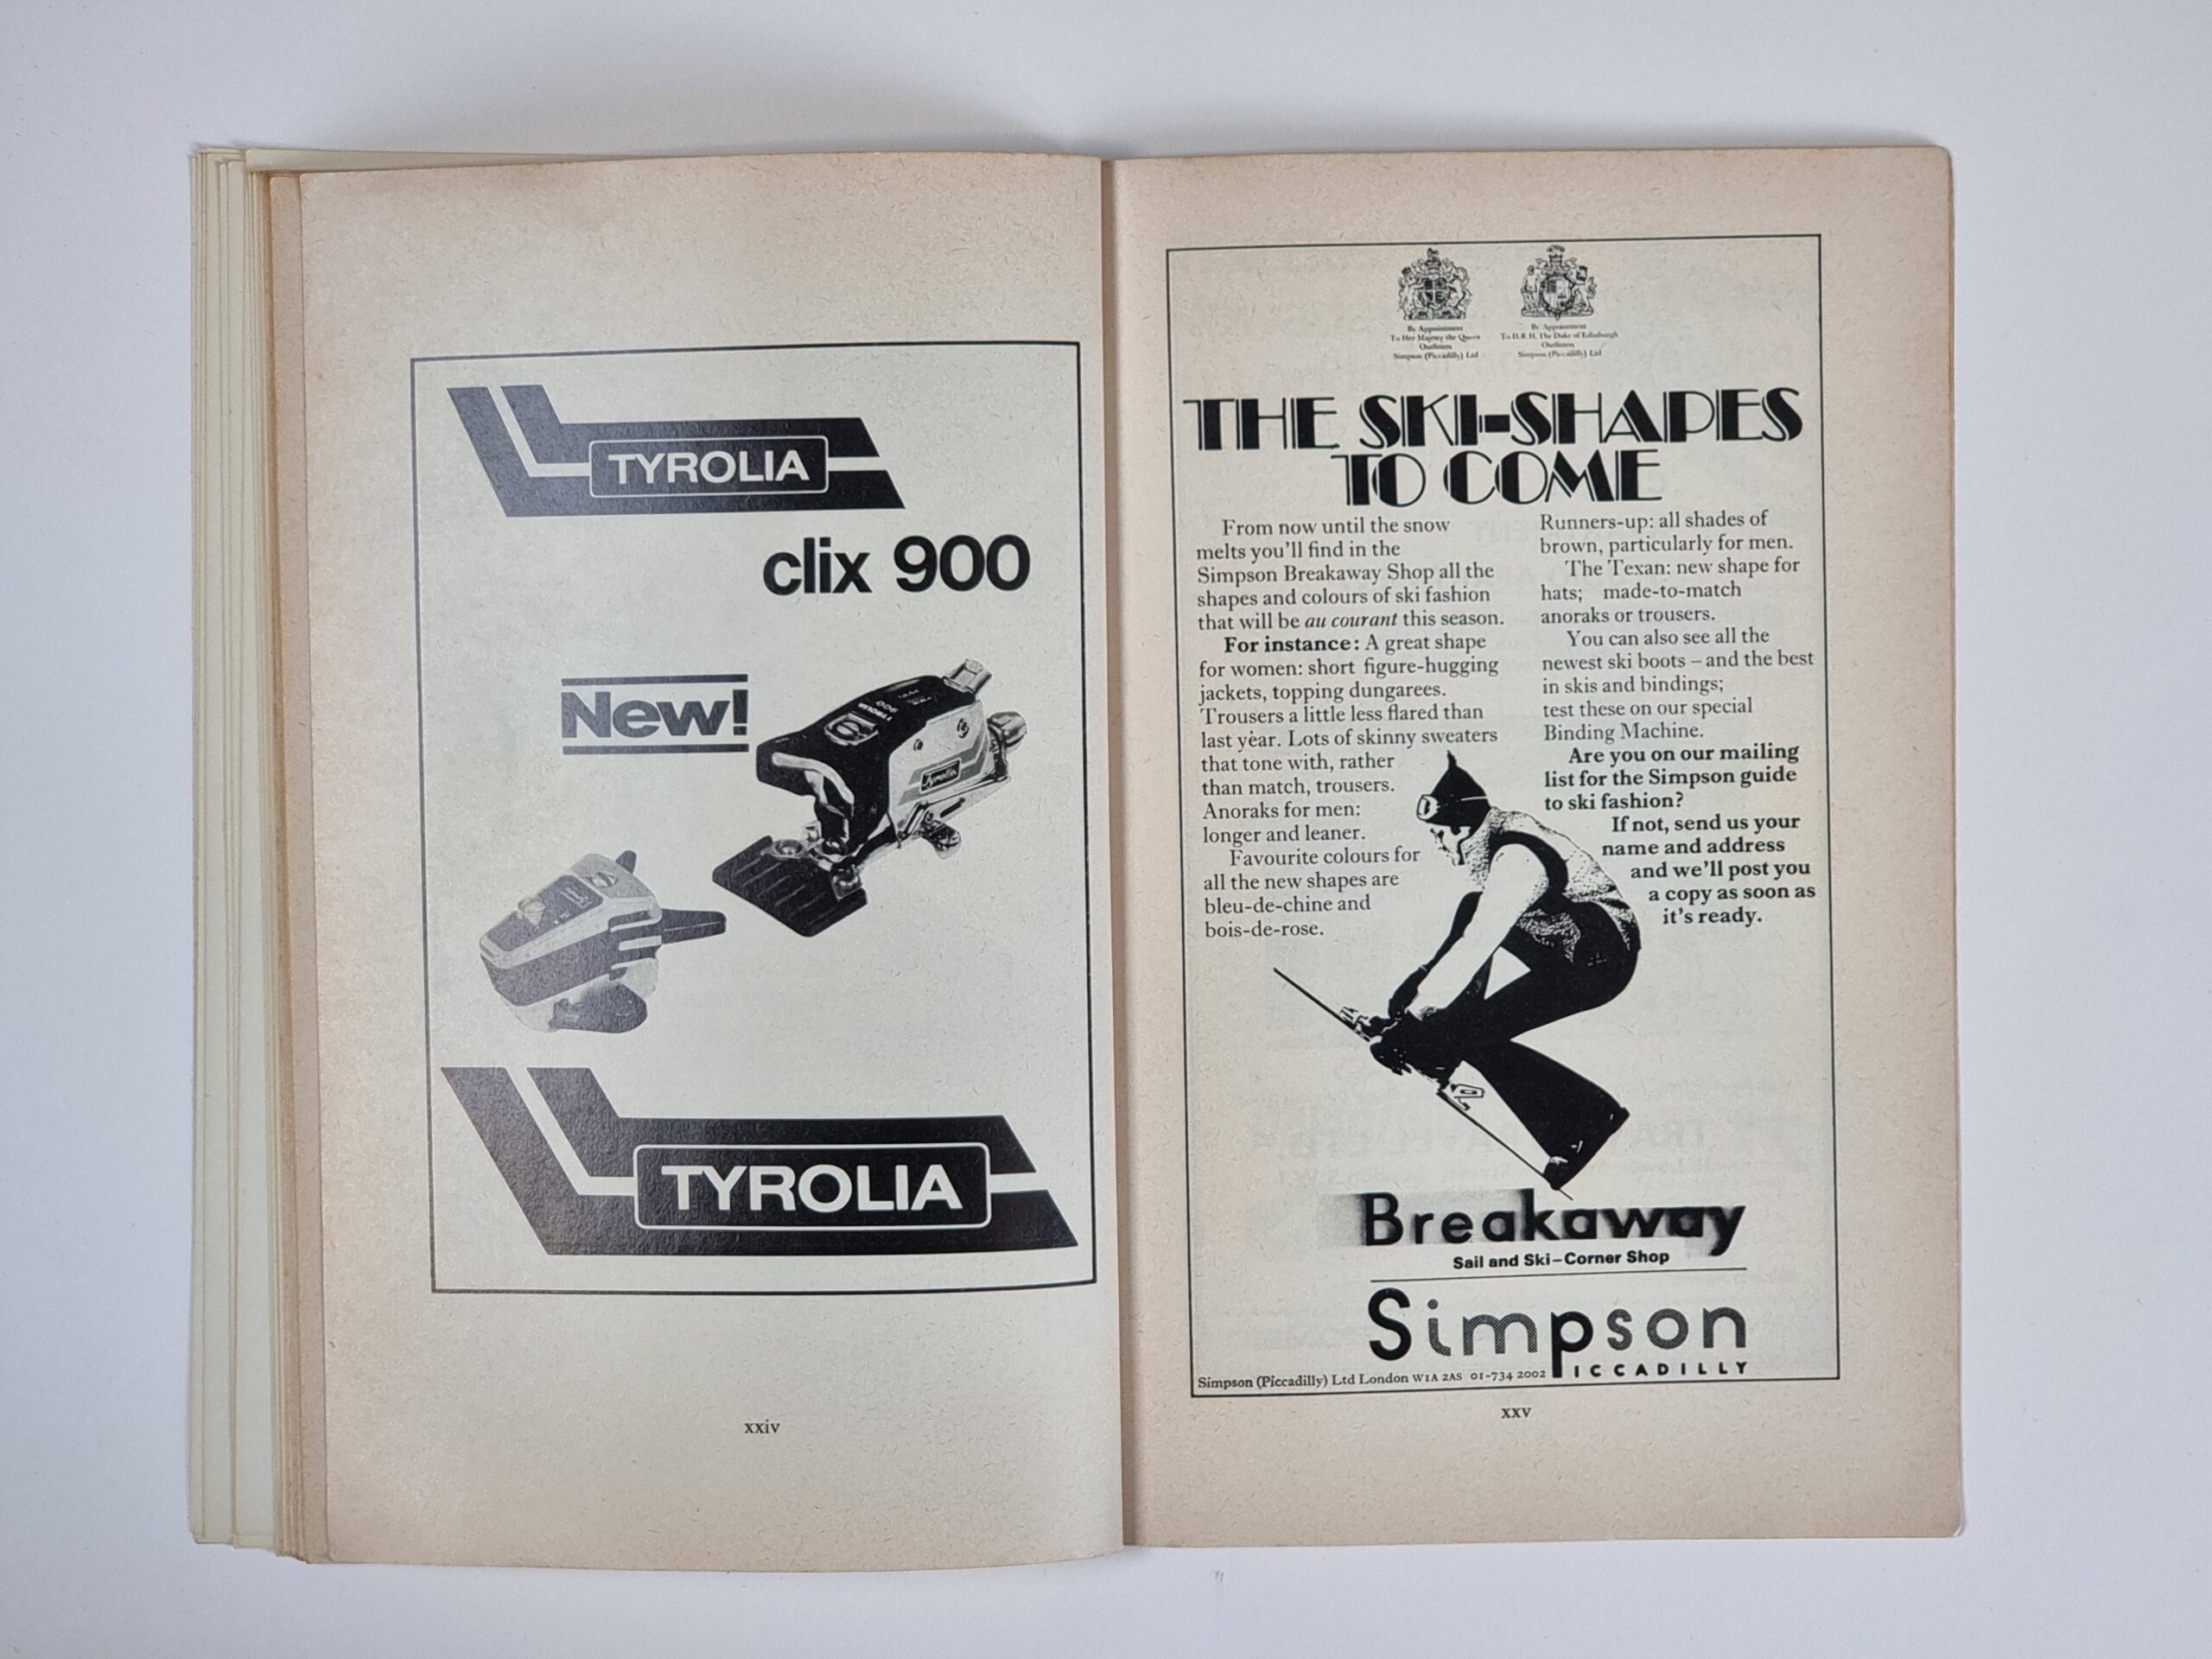 TYROLIA
clix 900
New!
TYROLIA
900
Tyrolia
TYROLIA
xxiv
By Appointment
To Her Majesty the Queen
Outfitters
Simpson (Piccadilly) Ltd
By Appointment
To H.R.H. The Duke of Edinburgh
Outfitters
Simpson (Piccadilly) Ltd
THE SKI-SHAPES
TO COME
From now until the snow
melts you'll find in the
Simpson Breakaway Shop all the
shapes and colours of ski fashion
that will be au courant this season.
For instance: A great shape
for women: short figure-hugging
jackets, topping dungarees.
Trousers a little less flared than
last year. Lots of skinny sweaters
that tone with, rather
than match, trousers.
Anoraks for men:
longer and leaner.
Favourite colours for
all the new shapes are
bleu-de-chine and
bois-de-rose.
Runners-up: all shades of
brown, particularly for men.
The Texan: new shape for
hats; made-to-match
anoraks or trousers.
You can also see all the
newest ski boots – and the best
in skis and bindings;
test these on our special
Binding Machine.
Are you on our mailing
list for the Simpson guide
to ski fashion?
If not, send us your
name and address
and we'll post you
a copy as soon as
it's ready.
Breakaway
Sail and Ski–Corner Shop
Simpson
PICCADILLY
Simpson (Piccadilly) Ltd London W1A 2AS 01-734 2002
xxv